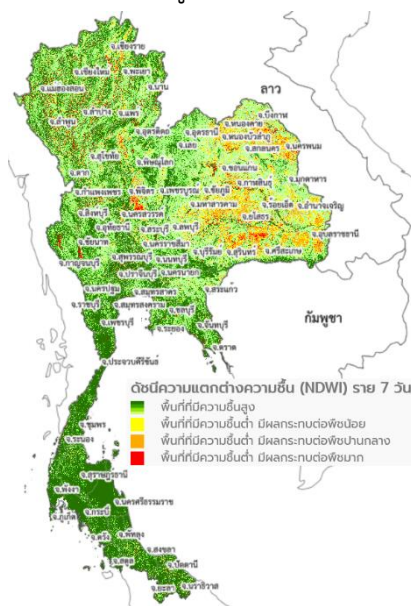 จ.เชียงราย
จ.เชียงใหม่
จ.พะเยา
จ.แม่ฮ่องสอน
จ.น่าน
จ.ลำปาง
จ.แพร่
จ.ลำพูน
ลาว
จ.บึงกาฬ
จ.หนองคาย
จ.อุตรดิตถ์
จ.อุดรธานี
จ.หนองบัวลำภู
จ.เลย
จ.นครพนม
จ.สกลนคร
จ.สุโขทัย
จ.พิษณุโลก
จ.ตาก
จ.ขอนแก่น
จ.มุกดาหาร
จ.กาฬสินธุ์
จ.กำแพงเพชร
จ.พิจิตร
จ.เพชรบูรณ์
จ.ชัยภูมิ
จ.มหาสารคาม
จ.ร้อยเอ็ด
จ.อำนาจเจริญ
จ.ยโสธร
จ.สิงห์บุรี
จ.นครสวรรค์
จ.อุทัยธานี
จ.สระบุรี
จ.ลพบุรี
จ.อุบลราชธานี
จ.ชัยนาท
จ.นครราชสีมา
จ.บุรีรัมย์
จ.สุรินทร์
จ.ศรีสะเกษ
จ.กาญจนบุรี
จ.สุพรรณบุรี
จ.นนทบุรี
จ.ปราจีนบุรี
จ.นครนายก
จ.นครปฐม
จ.สมุทรสาคร
จ.สระแก้ว
จ.ราชบุรี
จ.สมุทรสงคราม
จ.ชลบุรี
จ.เพชรบุรี
จ.ระยอง
จ.จันทบุรี
จ.ตราด
กัมพูชา
จ.ประจวบคีรีขันธ์
ดัชนีความแตกต่างความชื้น (NDWI) ราย 7 วัน
พื้นที่ที่มีความชื้นสูง
พื้นที่ที่มีความชื้นต่ำ มีผลกระทบต่อพืชน้อย
พื้นที่ที่มีความชื้นต่ำ มีผลกระทบต่อพืชปานกลาง
พื้นที่ที่มีความชื้นต่ำ มีผลกระทบต่อพืชมาก
จ.ชุมพร
จ.ระนอง
จ.สุราษฎร์ธานี
จ.พังงา
จ.นครศรีธรรมราช
จ.ภูเก็ต
จ.กระบี่
จ.ตรัง
จ.พัทลุง
จ.สงขลา
จ.สตูล
จ.ปัตตานี
จ.ยะลา
จ.นราธิวาส